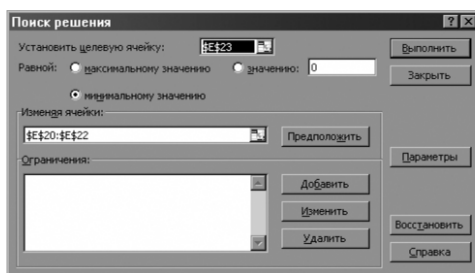 Поиск решения
Установить целевую ячейку: $E$23
Выполнить
Равной: максимальному значению значению: 0
Закрыть
минимальному значению
Изменяя ячейки:
$E$20:$E$22
Предположить
Параметры
Ограничения:
Добавить
Изменить
Удалить
Восстановить
Справка